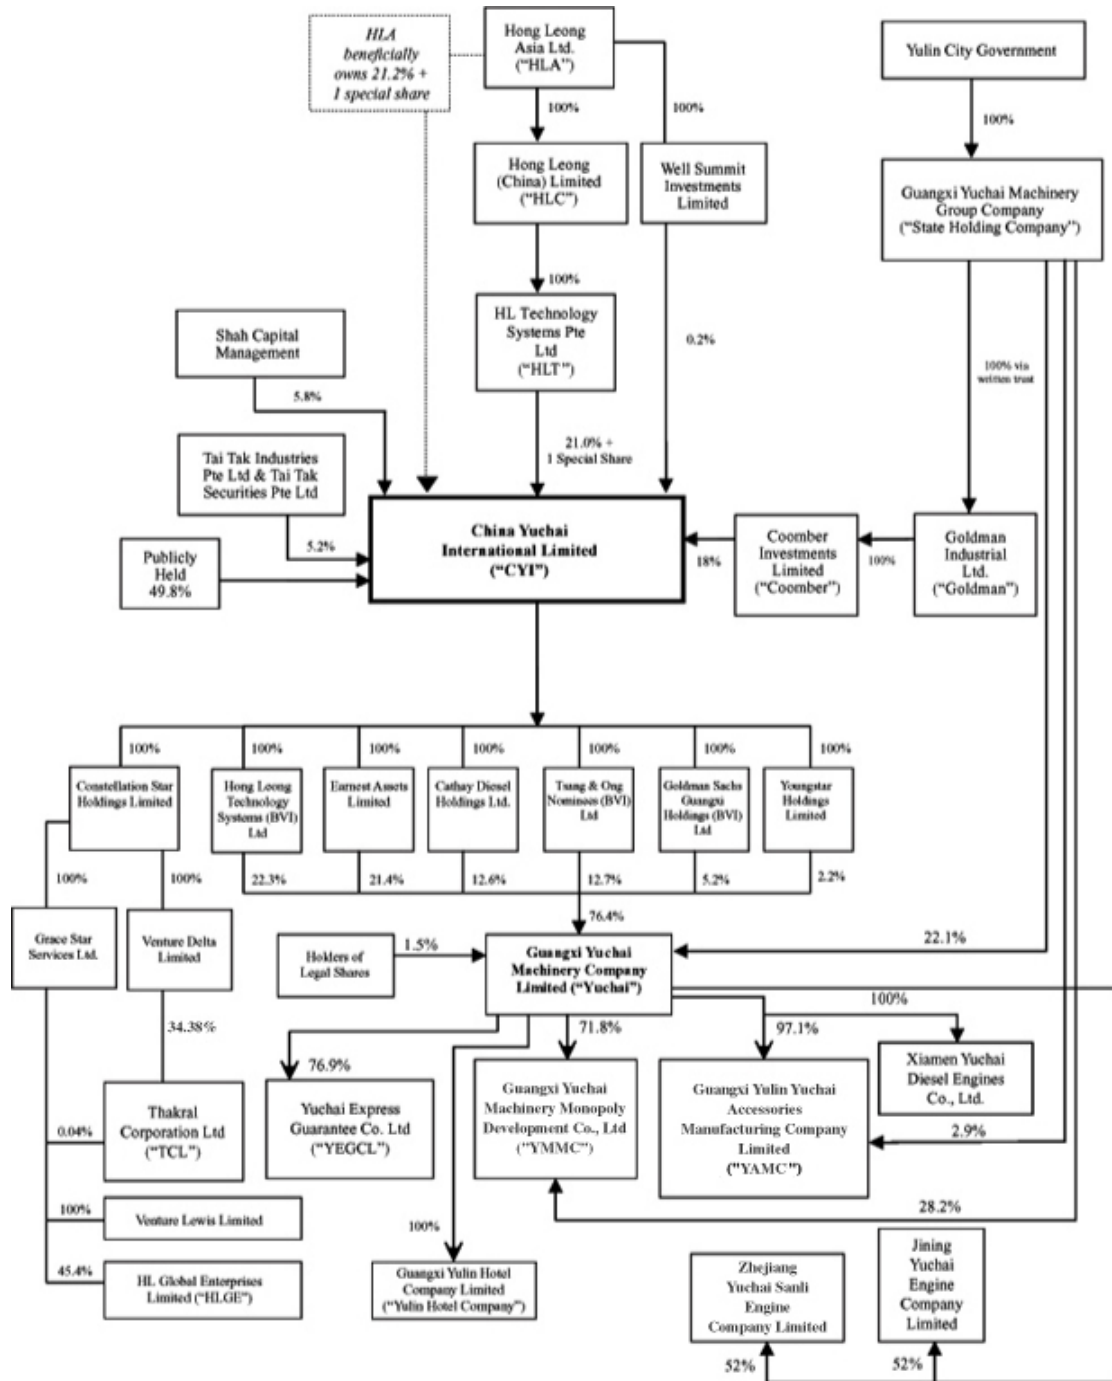 HLA
beneficially
owns 21.2% +
1 special share
Hong Leong
Asia Ltd.
("HLA")
Yulin City Government
100%
100%
100%
Hong Leong
(China) Limited
("HLC")
Well Summit
Investments
Limited
Guangxi Yuchai Machinery
Group Company
("State Holding Company")
100%
HL Technology
Systems Pte
Ltd
("HLT")
0.2%
Shah Capital
Management
100% via
written trust
5.8%
21.0% +
1 Special Share
Tai Tak Industries
Pte Ltd & Tai Tak
Securities Pte Ltd
5.2%
Publicly
Held
49.8%
China Yuchai
International Limited
("CYI")
18%
Coomber
Investments
Limited
("Coomber")
100%
Goldman
Industrial
Ltd.
("Goldman")
100%
100%
100%
100%
100%
100%
100%
Constellation Star
Holdings Limited
Hong Leong
Technology
Systems (BVI)
Ltd
Earnest Assets
Limited
Cathay Diesel
Holdings Ltd.
Tsang & Ong
Nominees (BVI)
Ltd
Goldman Sachs
Guangxi
Holdings (BVI)
Ltd
Youngstar
Holdings
Limited
100%
100%
22.3%
21.4%
12.6%
12.7%
5.2%
2.2%
76.4%
Grace Star
Services Ltd.
Venture Delta
Limited
Holders of
Legal Shares
1.5%
Guangxi Yuchai
Machinery Company
Limited ("Yuchai")
22.1%
100%
34.38%
76.9%
71.8%
97.1%
Xiamen Yuchai
Diesel Engines
Co., Ltd.
Thakral
Corporation Ltd
("TCL")
0.04%
Yuchai Express
Guarantee Co. Ltd
("YEGCL")
Guangxi Yuchai
Machinery Monopoly
Development Co., Ltd
("YMMC")
Guangxi Yulin Yuchai
Accessories
Manufacturing Company
Limited
("YAMC")
2.9%
28.2%
100%
Venture Lewis Limited
100%
45.4%
HL Global Enterprises
Limited ("HLGE")
Guangxi Yulin Hotel
Company Limited
("Yulin Hotel Company")
Zhejiang
Yuchai Sanli
Engine
Company Limited
Jining
Yuchai
Engine
Company
Limited
52%
52%